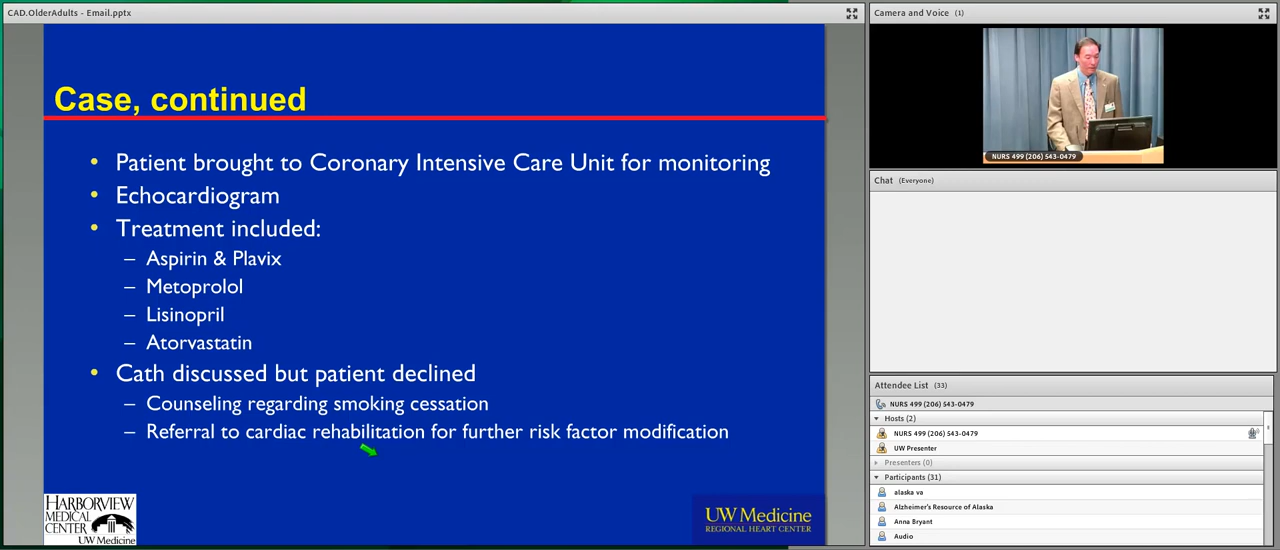 CAD.OlderAdults - Email.pptx
Case, continued
• Patient brought to Coronary Intensive Care Unit for monitoring
• Echocardiogram
• Treatment included:
– Aspirin & Plavix
– Metoprolol
– Lisinopril
– Atorvastatin
• Cath discussed but patient declined
– Counseling regarding smoking cessation
– Referral to cardiac rehabilitation for further risk factor modification
HARBORVIEW
MEDICAL
CENTER
UW Medicine
UW Medicine
REGIONAL HEART CENTER
Camera and Voice (1)
NURS 499 (206) 543-0479
Chat (Everyone)
Attendee List (33)
NURS 499 (206) 543-0479
Hosts (2)
NURS 499 (206) 543-0479
UW Presenter
Presenters (0)
Participants (31)
alaska va
Alzheimer's Resource of Alaska
Anna Bryant
Audio